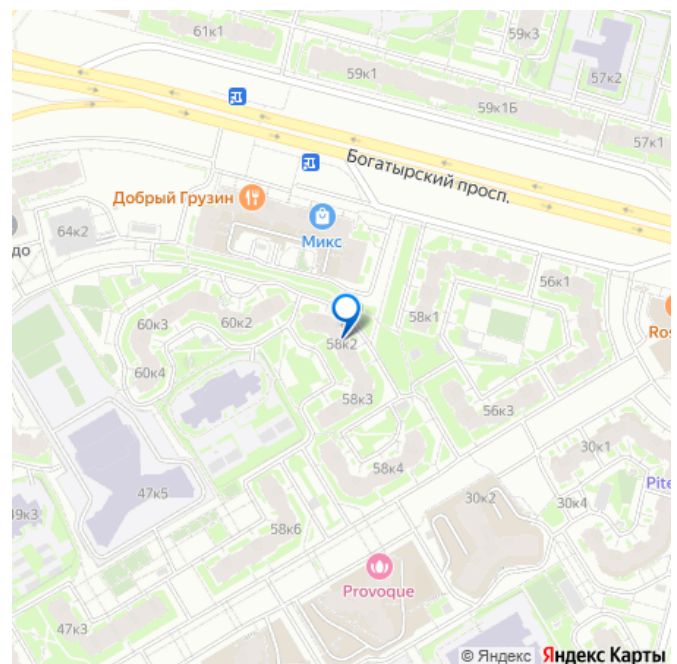 61к1
59к3
59к1
57к2
59к1Б
57к1
Богатырский просп.
Добрый Грузин
Микс
64к2
до
56к1
60к3
60к2
58к1
Ros
58к2
60к4
58к3
56к3
58к4
30к1
47к5
30к2
30к4
Pite
49к3
58к6
Provoque
47к3
© Яндекс Яндекс Карты